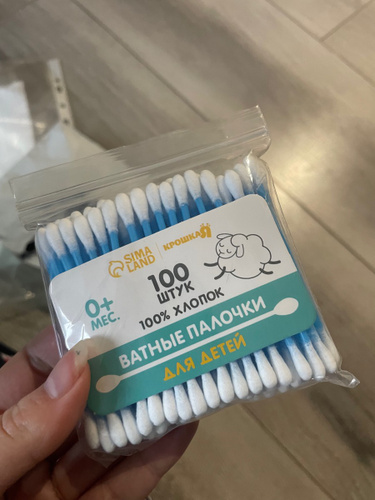 SIMA
LAND
КРОШКА Я
0+
МЕС.
100
ШТУК
100% ХЛОПОК
ВАТНЫЕ ПАЛОЧКИ
ДЛЯ ДЕТЕЙ